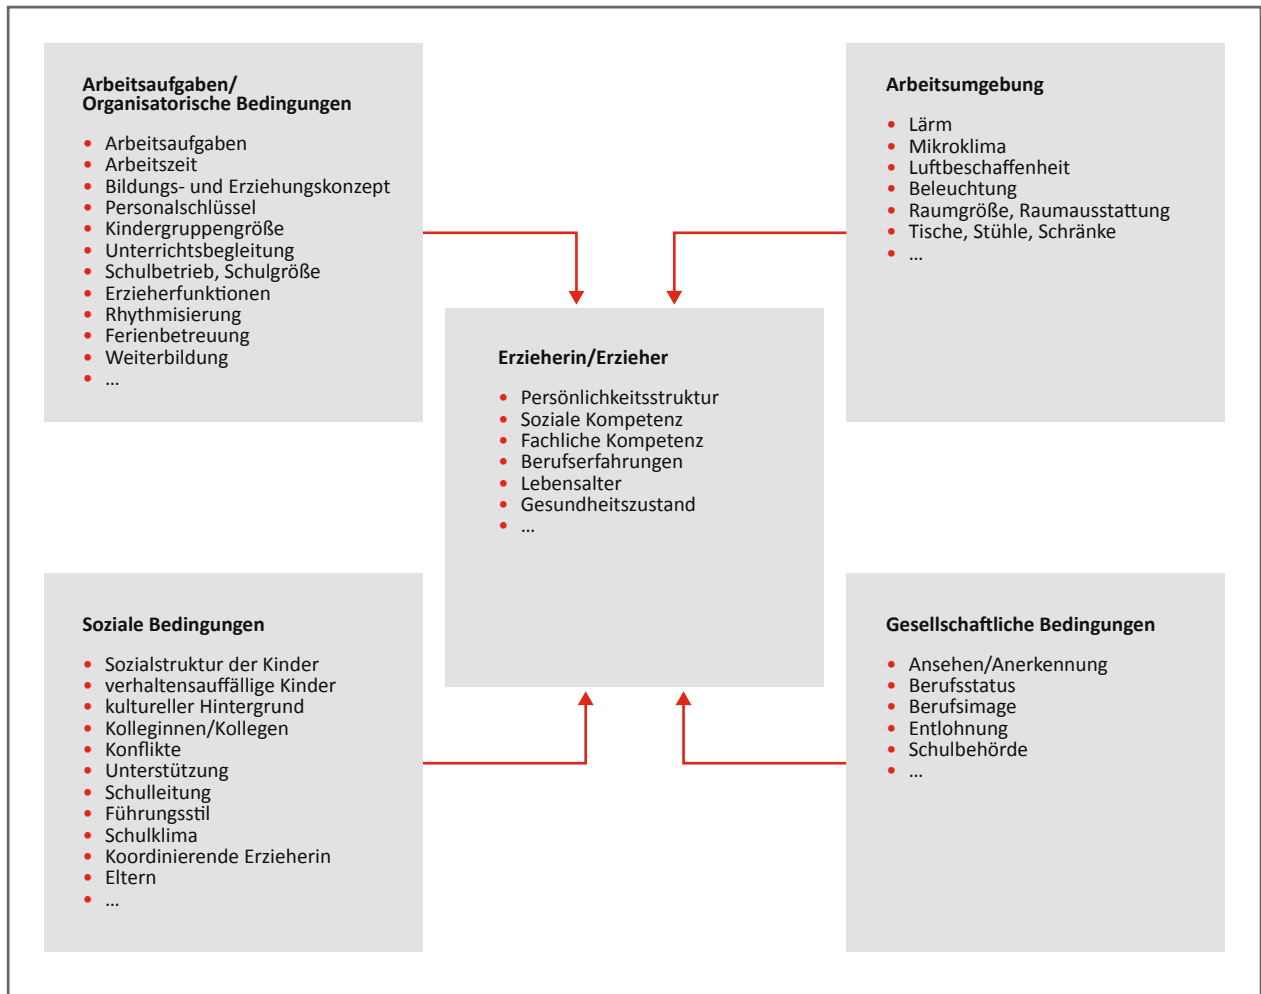 Arbeitsaufgaben/
Organisatorische Bedingungen
• Arbeitsaufgaben
• Arbeitszeit
• Bildungs- und Erziehungskonzept
• Personalschlüssel
• Kindergruppengröße
• Unterrichtsbegleitung
• Schulbetrieb, Schulgröße
• Erzieherfunktionen
• Rhythmisierung
• Ferienbetreuung
• Weiterbildung
• ...
Arbeitsumgebung
• Lärm
• Mikroklima
• Luftbeschaffenheit
• Beleuchtung
• Raumgröße, Raumausstattung
• Tische, Stühle, Schränke
• ...
Erzieherin/Erzieher
• Persönlichkeitsstruktur
• Soziale Kompetenz
• Fachliche Kompetenz
• Berufserfahrungen
• Lebensalter
• Gesundheitszustand
• ...
Soziale Bedingungen
• Sozialstruktur der Kinder
• verhaltensauffällige Kinder
• kultureller Hintergrund
• Kolleginnen/Kollegen
• Konflikte
• Unterstützung
• Schulleitung
• Führungsstil
• Schulklima
• Koordinierende Erzieherin
• Eltern
• ...
Gesellschaftliche Bedingungen
• Ansehen/Anerkennung
• Berufsstatus
• Berufsimage
• Entlohnung
• Schulbehörde
• ...